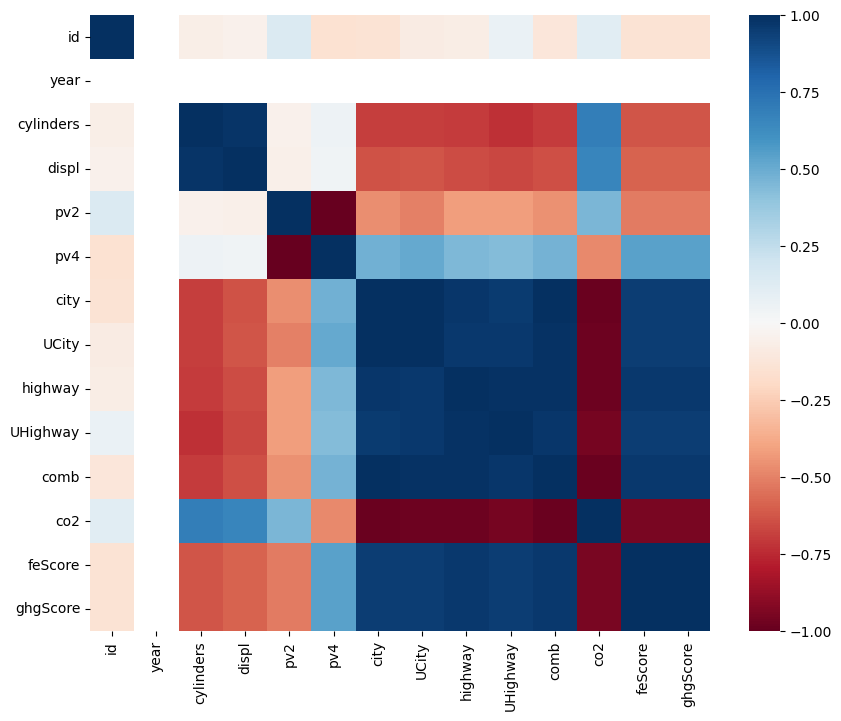 id
year
cylinders
displ
pv2
pv4
city
UCity
highway
UHighway
comb
co2
feScore
ghgScore
id
year
cylinders
displ
pv2
pv4
city
UCity
highway
UHighway
comb
co2
feScore
ghgScore
1.00
0.75
0.50
0.25
0.00
−0.25
−0.50
−0.75
−1.00